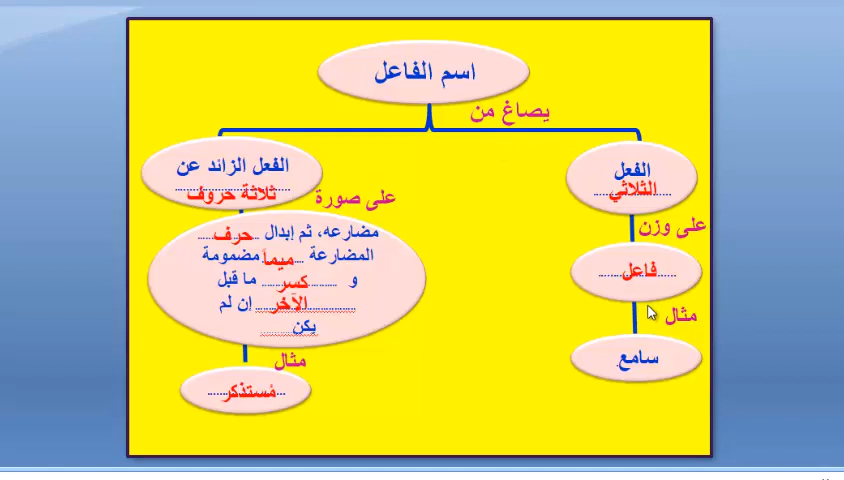 اسم الفاعل
يصاغ من
الفعل
الثلاثي
على وزن
فاعل
مثال
سامع
الفعل الزائد عن
ثلاثة حروف
على صورة
مضارعه، ثم إبدال حرف
المضارعة ميمأ مضمومة
و كسر ما قبل
الآخر إن لم
يكن
مثال
مُستذكر